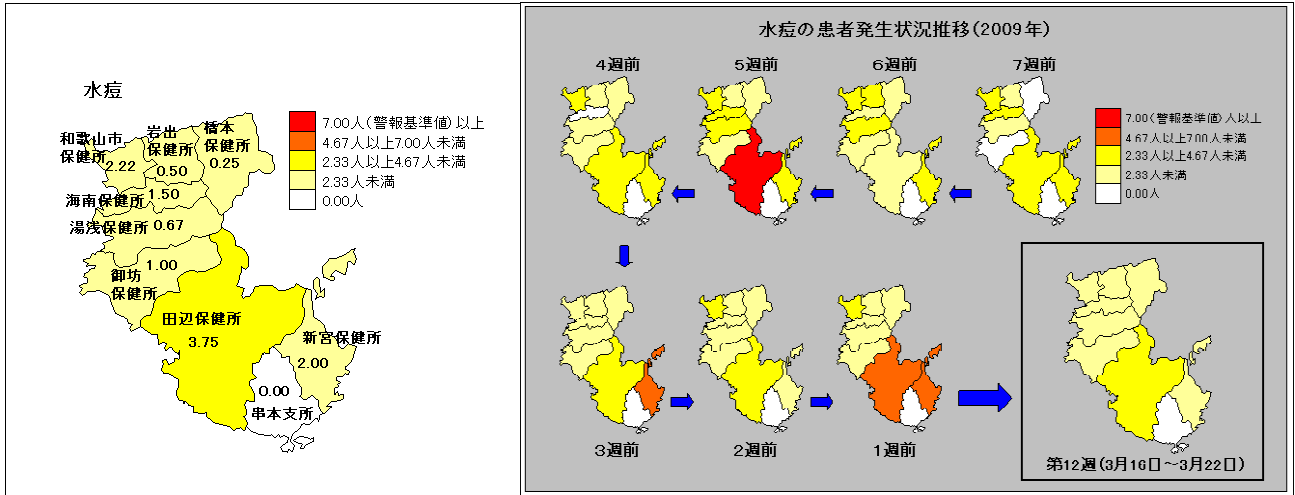 水痘
7.00人(警報基準値)以上
4.67人以上7.00人未満
2.33人以上4.67人未満
2.33人未満
0.00人
和歌山市
保健所
2.22
岩出
保健所
0.50
橋本
保健所
0.25
海南保健所
1.50
湯浅保健所
0.67
御坊
保健所
1.00
田辺保健所
3.75
新宮保健所
2.00
0.00
串本支所
水痘の患者発生状況推移(2009年)
4週前
5週前
6週前
7週前
7.00(警報基準値)人以上
4.67人以上7.00人未満
2.33人以上4.67人未満
2.33人未満
0.00人
3週前
2週前
1週前
第12週(3月16日~3月22日)